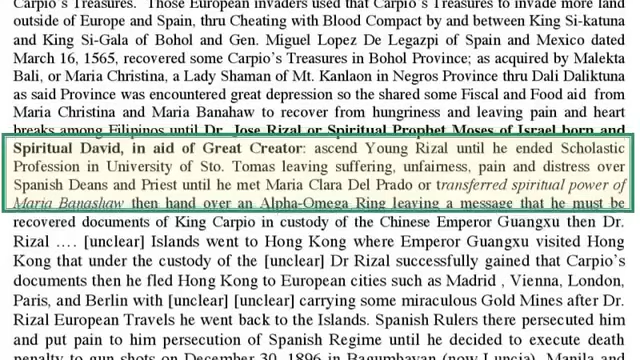 Carpio's Treasures. Those European invaders used that Carpio's Treasures to invade more land
outside of Europe and Spain, thru Cheating with Blood Compact by and between King Si-katuna
and King Si-Gala of Bohol and Gen. Miguel Lopez De Legazpi of Spain and Mexico dated
March 16, 1565, recovered some Carpio's Treasures in Bohol Province; as acquired by Malekta
Bali, or Maria Christina, a Lady Shaman of Mt. Kanlaon in Negros Province thru Dali Daliktuna
as said Province was encountered great depression so the shared some Fiscal and Food aid from
Maria Christina and Maria Banahaw to recover from hungriness and leaving pain and heart
breaks among Filipinos until Dr. Jose Rizal or Spiritual Prophet Moses of Israel born and
Spiritual David, in aid of Great Creator: ascend Young Rizal until he ended Scholastic
Profession in University of Sto. Tomas leaving suffering, unfairness, pain and distress over
Spanish Deans and Priest until he met Maria Clara Del Prado or transferred spiritual power of
Maria Banashaw then hand over an Alpha-Omega Ring leaving a message that he must be
recovered documents of King Carpio in custody of the Chinese Emperor Guangxu then Dr.
Rizal …. [unclear] Islands went to Hong Kong where Emperor Guangxu visited Hong
Kong that under the custody of the [unclear] Dr Rizal successfully gained that Carpio's
documents then he fled Hong Kong to European cities such as Madrid , Vienna, London,
Paris, and Berlin with [unclear] [unclear] carrying some miraculous Gold Mines after Dr.
Rizal European Travels he went back to the Islands. Spanish Rulers there persecuted him
and put pain to him persecution of Spanish Regime until he decided to execute death
penalty to gun shots on December 30, 1896 in Bagumbayan (now Luneta), Manila and